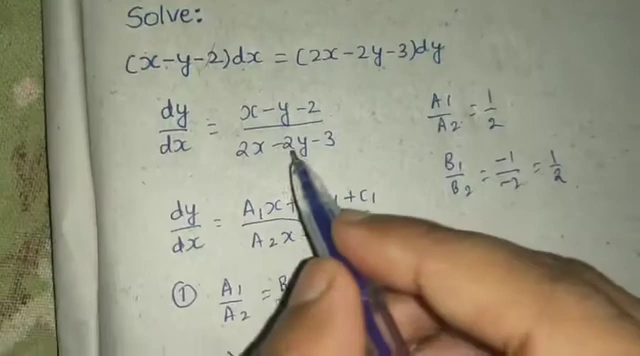 Solve:
(x-y-2)dx = (2x-2y-3)dy
dy/dx = (x-y-2)/(2x-2y-3)
A₁/A₂ = 1/2
B₁/B₂ = -1/-2 = 1/2
dy/dx = (A₁x+ +C₁)/(A₂x
① A₁/A₂ = B